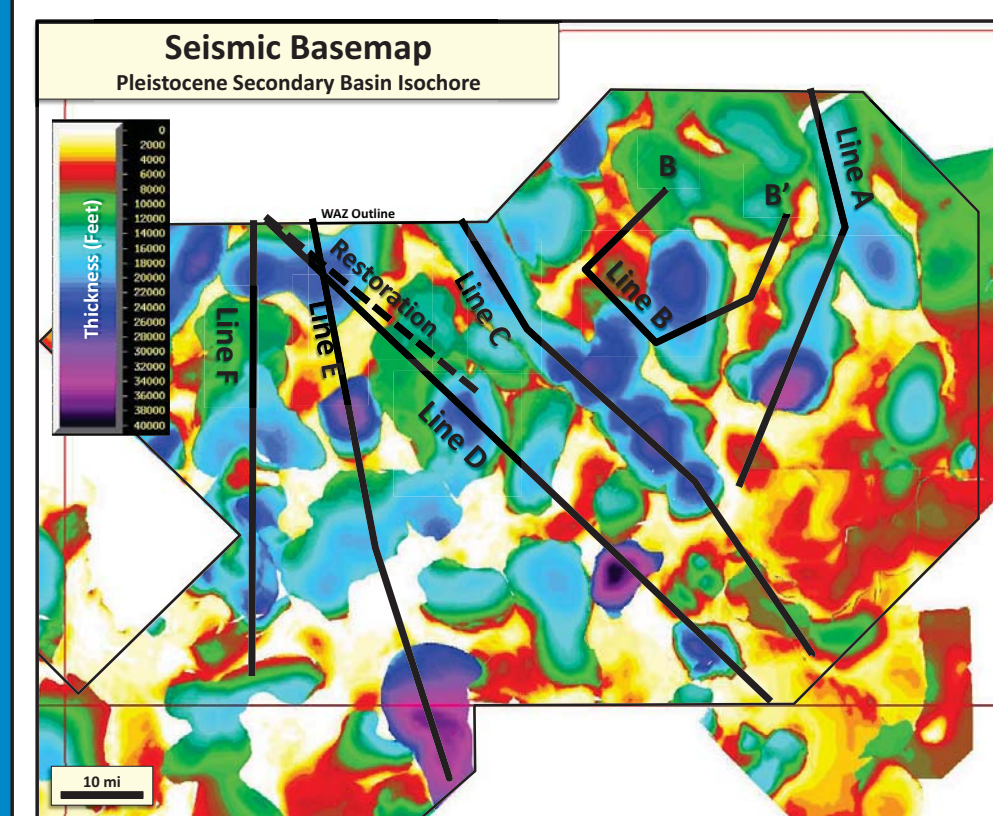 Seismic Basemap
Pleistocene Secondary Basin Isochore
Thickness (Feet)
0
2000
4000
6000
8000
10000
12000
14000
16000
18000
20000
22000
24000
26000
28000
30000
32000
34000
36000
38000
40000
WAZ Outline
Restoration
Line F
Line E
Line D
Line C
B
B'
Line B
Line A
10 mi